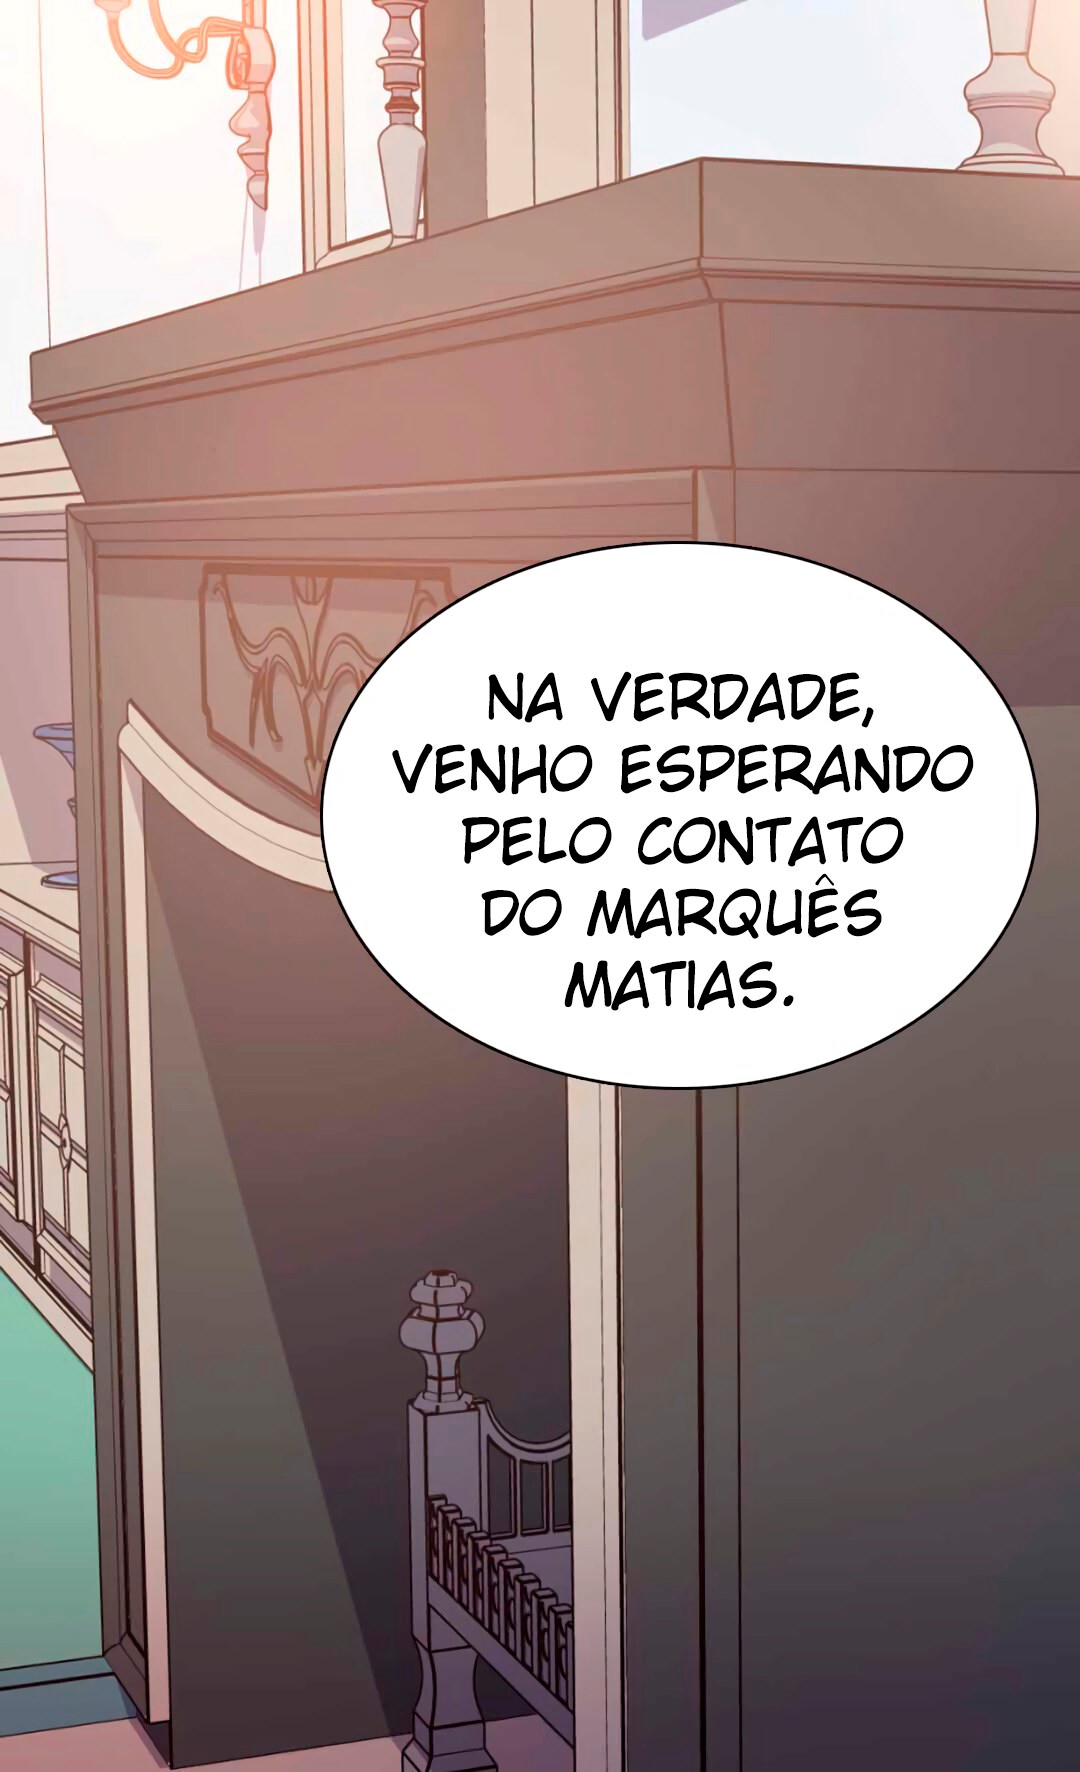 NA VERDADE,
VENHO ESPERANDO
PELO CONTATO
DO MARQUÊS
MATIAS.